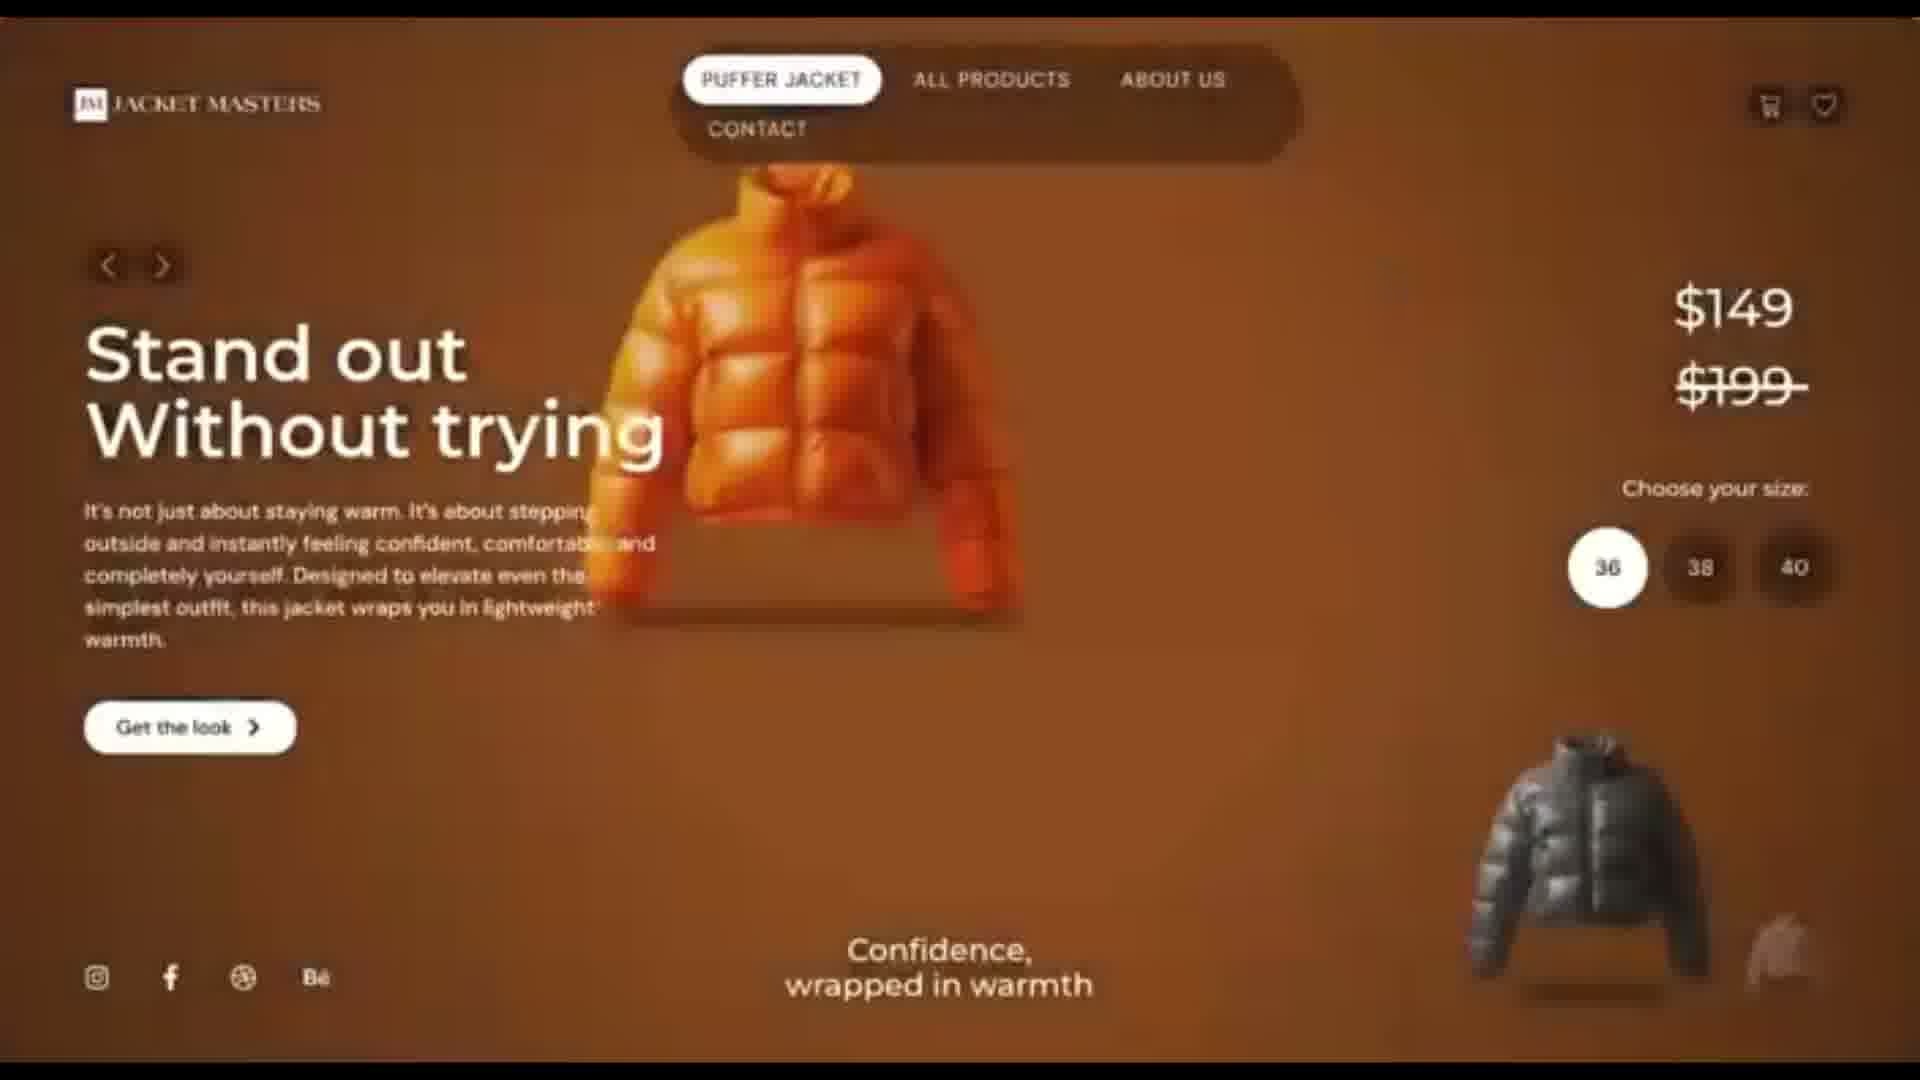 JM JACKET MASTERS
PUFFER JACKET
ALL PRODUCTS
ABOUT US
CONTACT
Stand out
Without trying
It's not just about staying warm. It's about stepping
outside and instantly feeling confident, comfortable and
completely yourself. Designed to elevate even the
simplest outfit, this jacket wraps you in lightweight
warmth.
Get the look
$149
$199
Choose your size:
36
38
40
Confidence,
wrapped in warmth
Bē